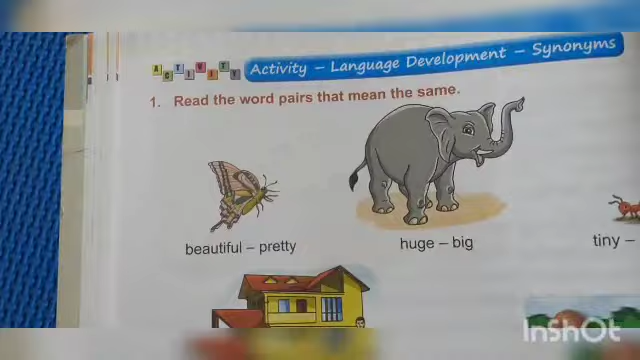 ACTIVITY
Activity – Language Development – Synonyms
1. Read the word pairs that mean the same.
beautiful – pretty
huge – big
tiny –
InShOt